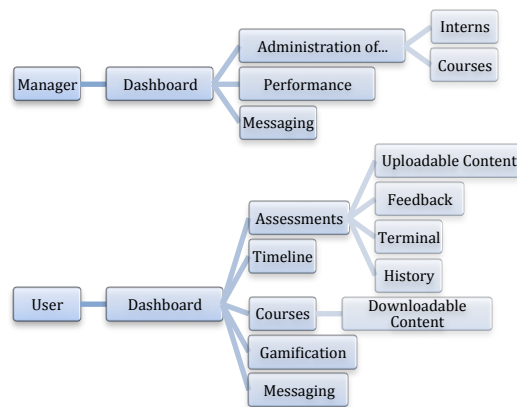 Manager
Dashboard
Administration of...
Interns
Courses
Performance
Messaging
User
Dashboard
Assessments
Uploadable Content
Feedback
Terminal
History
Timeline
Courses
Downloadable
Content
Gamification
Messaging